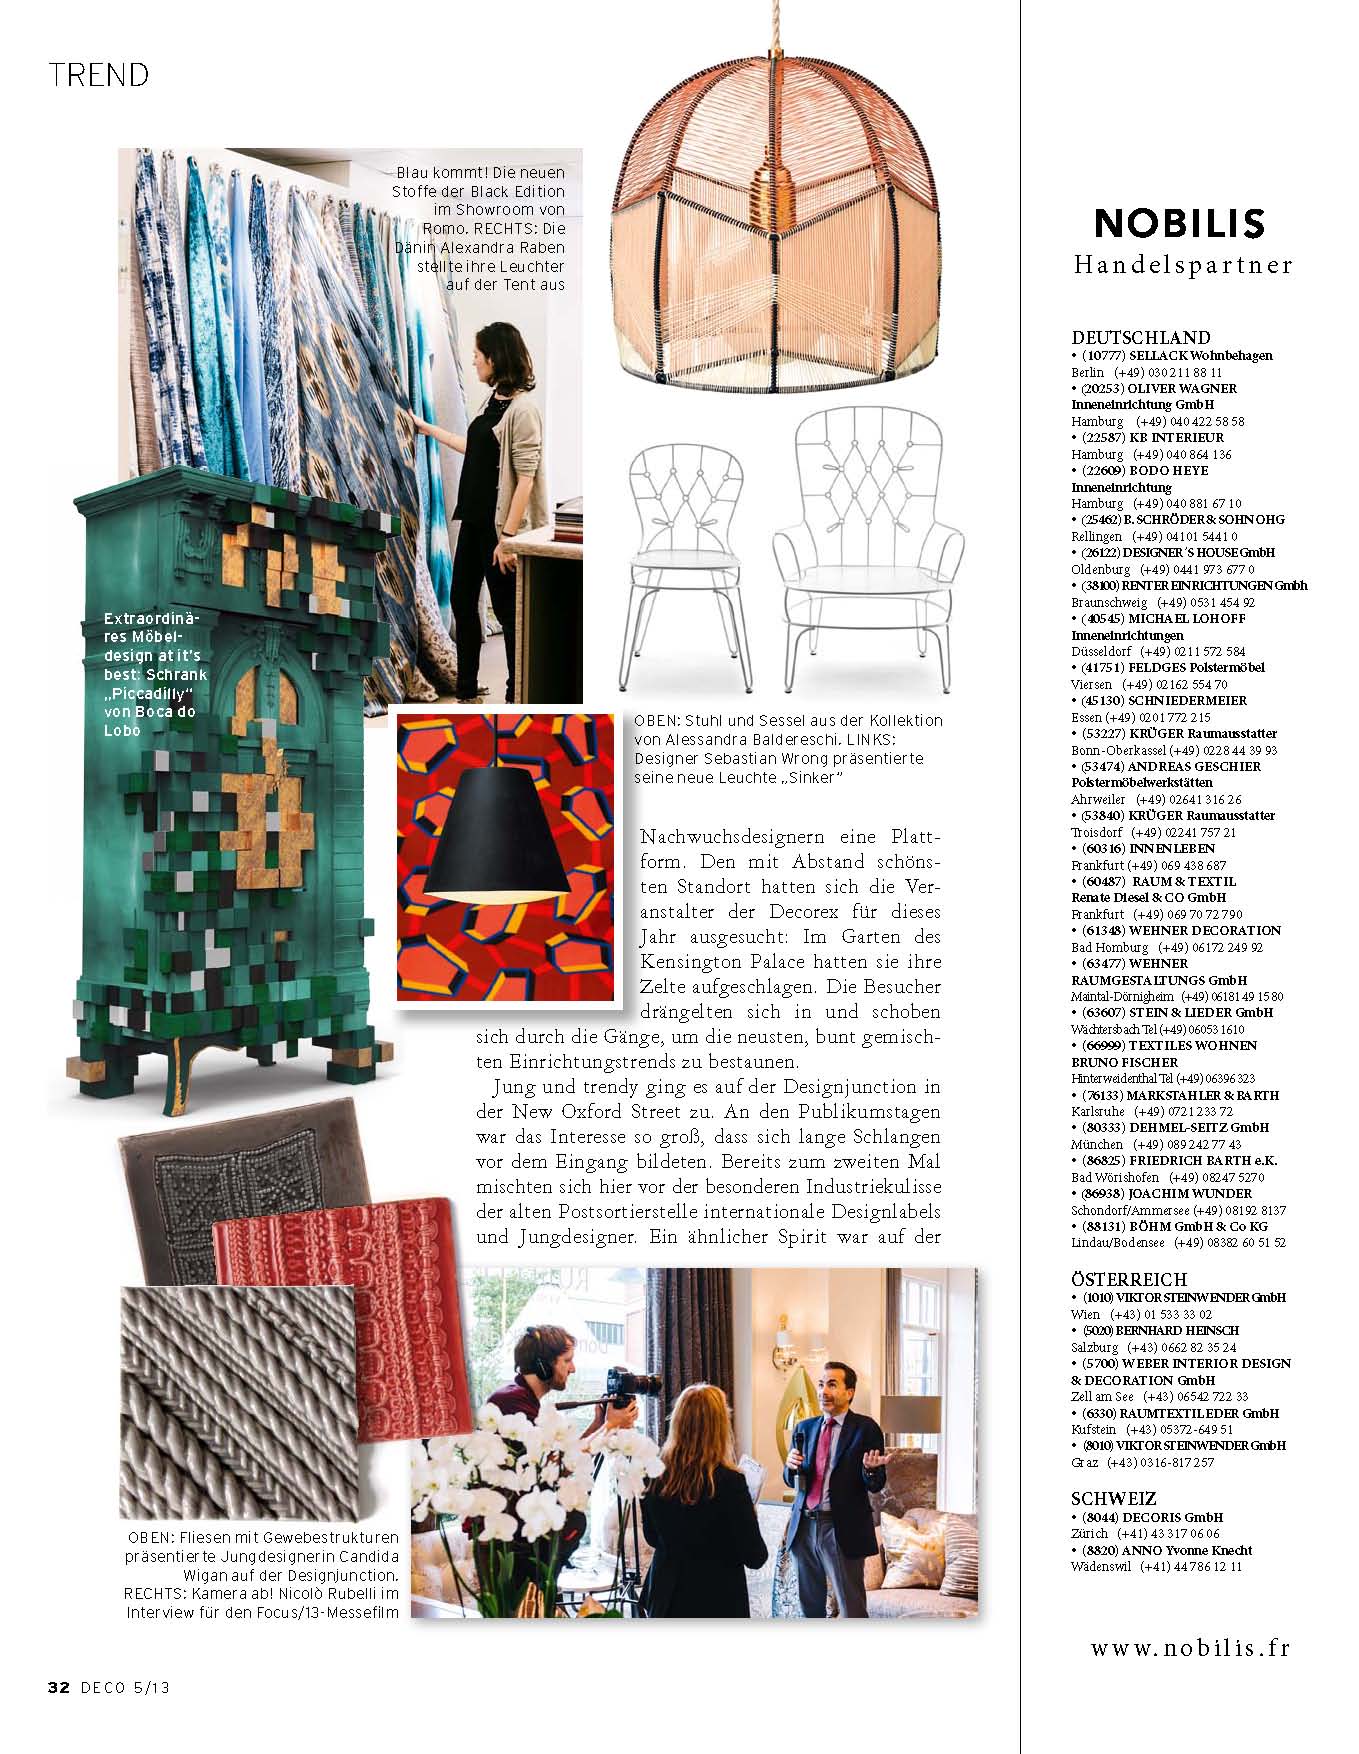 TREND
Blau kommt! Die neuen
Stoffe der Black Edition
im Showroom von
Romo. RECHTS: Die
Dänin Alexandra Raben
stellte ihre Leuchter
auf der Tent aus
Extraordinä-
res Möbel-
design at it's
best: Schrank
„Piccadilly“
von Boca do
Lobo
OBEN: Stuhl und Sessel aus der Kollektion
von Alessandra Baldereschi. LINKS:
Designer Sebastian Wrong präsentierte
seine neue Leuchte „Sinker“
Nachwuchsdesignern eine Platt-
form. Den mit Abstand schöns-
ten Standort hatten sich die Ver-
anstalter der Decorex für dieses
Jahr ausgesucht: Im Garten des
Kensington Palace hatten sie ihre
Zelte aufgeschlagen. Die Besucher
drängelten sich in und schoben
sich durch die Gänge, um die neusten, bunt gemisch-
ten Einrichtungstrends zu bestaunen.
Jung und trendy ging es auf der Designjunction in
der New Oxford Street zu. An den Publikumstagen
war das Interesse so groß, dass sich lange Schlangen
vor dem Eingang bildeten. Bereits zum zweiten Mal
mischten sich hier vor der besonderen Industriekulisse
der alten Postsortierstelle internationale Designlabels
und Jungdesigner. Ein ähnlicher Spirit war auf der
OBEN: Fliesen mit Gewebestrukturen
präsentierte Jungdesignerin Candida
Wigan auf der Designjunction.
RECHTS: Kamera ab! Nicolò Rubelli im
Interview für den Focus/13-Messefilm
32 DECO 5/13
NOBILIS
Handelspartner
DEUTSCHLAND
• (10777) SELLACK Wohnbehagen
Berlin (+49) 030 211 88 11
• (20253) OLIVER WAGNER
Inneneinrichtung GmbH
Hamburg (+49) 040 422 58 58
• (22587) KB INTERIEUR
Hamburg (+49) 040 864 136
• (22609) BODO HEYE
Inneneinrichtung
Hamburg (+49) 040 881 67 10
• (25462) B. SCHRÖDER & SOHN OHG
Rellingen (+49) 04101 5441 0
• (26122) DESIGNER´S HOUSE GmbH
Oldenburg (+49) 0441 973 677 0
• (38100) RENTER EINRICHTUNGEN Gmbh
Braunschweig (+49) 0531 454 92
• (40545) MICHAEL LOHOFF
Inneneinrichtungen
Düsseldorf (+49) 0211 572 584
• (41751) FELDGES Polstermöbel
Viersen (+49) 02162 554 70
• (45130) SCHNIEDERMEIER
Essen (+49) 0201 772 215
• (53227) KRÜGER Raumausstatter
Bonn-Oberkassel (+49) 0228 44 39 93
• (53474) ANDREAS GESCHIER
Polstermöbelwerkstätten
Ahrweiler (+49) 02641 316 26
• (53840) KRÜGER Raumausstatter
Troisdorf (+49) 02241 757 21
• (60316) INNENLEBEN
Frankfurt (+49) 069 438 687
• (60487) RAUM & TEXTIL
Renate Diesel & CO GmbH
Frankfurt (+49) 069 70 72 790
• (61348) WEHNER DECORATION
Bad Homburg (+49) 06172 249 92
• (63477) WEHNER
RAUMGESTALTUNGS GmbH
Maintal-Dörnigheim (+49) 06181 49 15 80
• (63607) STEIN & LIEDER GmbH
Wächtersbach Tel (+49) 06053 1610
• (66999) TEXTILES WOHNEN
BRUNO FISCHER
Hinterweidenthal Tel (+49) 06396 323
• (76133) MARKSTAHLER & BARTH
Karlsruhe (+49) 0721 233 72
• (80333) DEHMEL-SEITZ GmbH
München (+49) 089 242 77 43
• (86825) FRIEDRICH BARTH e.K.
Bad Wörishofen (+49) 08247 5270
• (86938) JOACHIM WUNDER
Schondorf/Ammersee (+49) 08192 8137
• (88131) BÖHM GmbH & Co KG
Lindau/Bodensee (+49) 08382 60 51 52
ÖSTERREICH
• (1010) VIKTOR STEINWENDER GmbH
Wien (+43) 01 533 33 02
• (5020) BERNHARD HEINSCH
Salzburg (+43) 0662 82 35 24
• (5700) WEBER INTERIOR DESIGN
& DECORATION GmbH
Zell am See (+43) 06542 722 33
• (6330) RAUMTEXTIL EDER GmbH
Kufstein (+43) 05372-649 51
• (8010) VIKTOR STEINWENDER GmbH
Graz (+43) 0316-817 257
SCHWEIZ
• (8044) DECORIS GmbH
Zürich (+41) 43 317 06 06
• (8820) ANNO Yvonne Knecht
Wädenswil (+41) 44 786 12 11
www.nobilis.fr